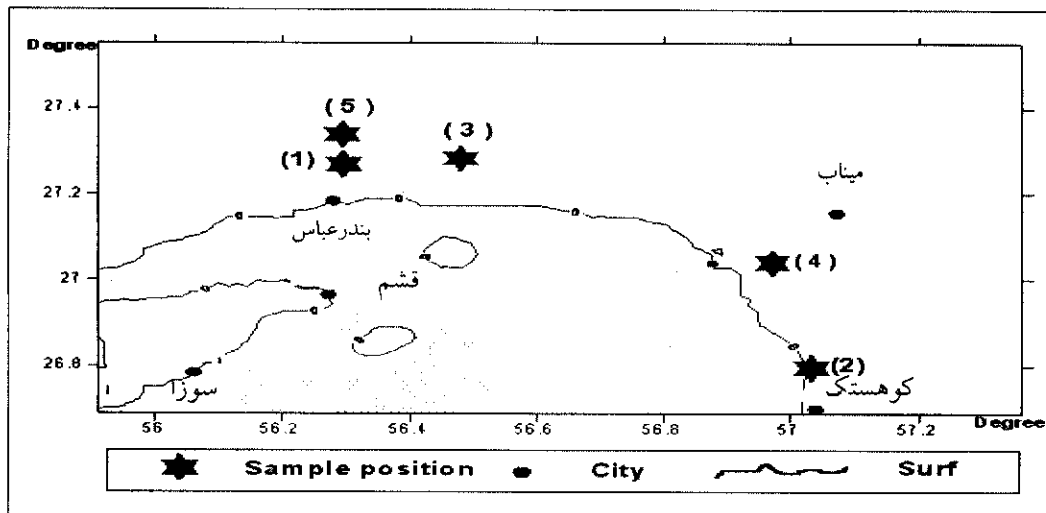 Degree
27.4
(5)
(3)
(1)
27.2
میناب
بندرعباس
27
(4)
قشم
26.8
(2)
سوزا
کوهستک
56
56.2
56.4
56.6
56.8
57
57.2
Degree
Sample position
City
Surf